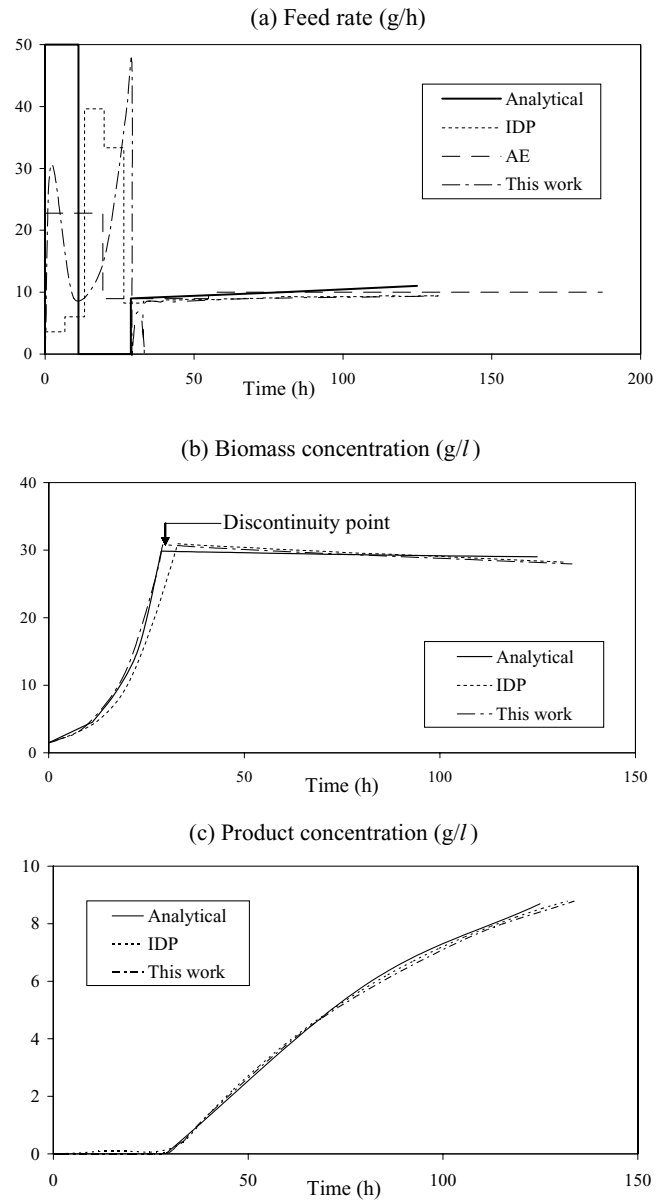 (a) Feed rate (g/h)
50
40
30
20
10
0
Analytical
IDP
AE
This work
0
50
100
150
200
Time (h)
(b) Biomass concentration (g/l)
40
30
20
10
0
Discontinuity point
Analytical
IDP
This work
0
50
100
150
Time (h)
(c) Product concentration (g/l)
10
8
6
4
2
0
Analytical
IDP
This work
0
50
100
150
Time (h)